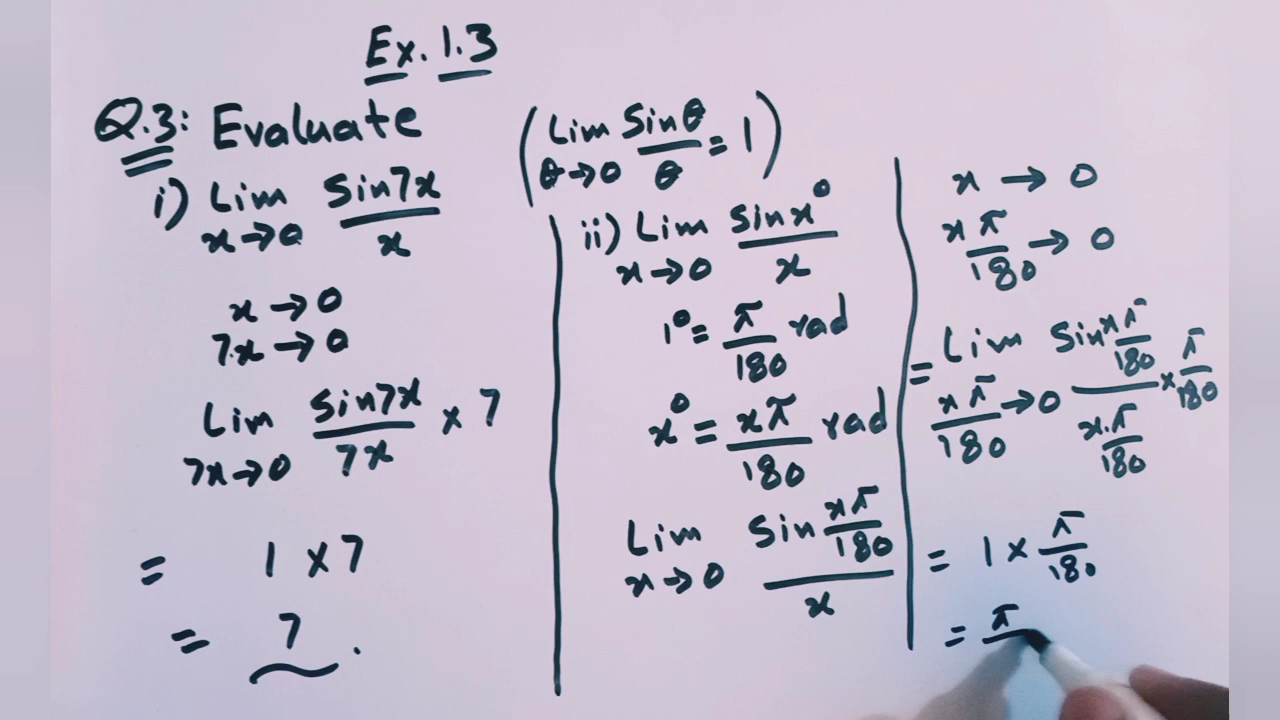 Ex. 1.3
Q.3: Evaluate
(Lim θ→0 Sinθ/θ = 1)
i) Lim x→0 Sin7x/x
x → 0
7x → 0
Lim 7x→0 Sin7x/7x × 7
= 1 × 7
= 7.
ii) Lim x→0 Sin x°/x
1° = π/180 rad
x° = xπ/180 rad
Lim x→0 Sin xπ/180 / x
x → 0
xπ/180 → 0
= Lim xπ/180→0 Sin xπ/180 / x.π/180 × π/180
= 1 × π/180
= π